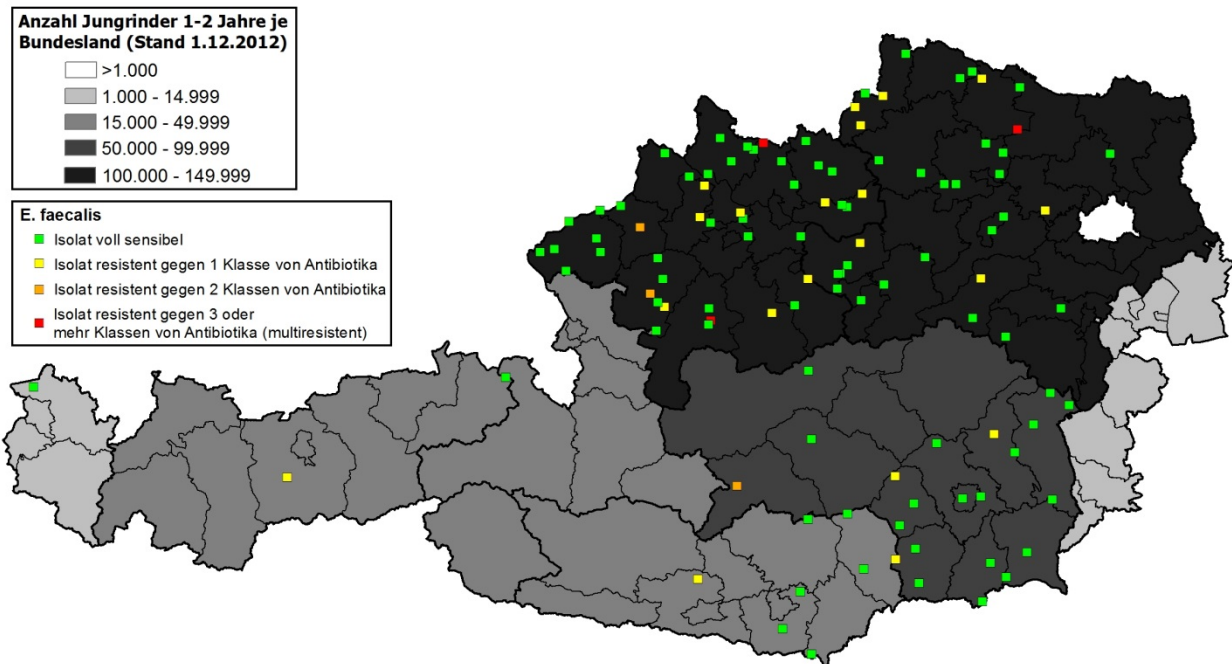 Anzahl Jungrinder 1-2 Jahre je
Bundesland (Stand 1.12.2012)
>1.000
1.000 - 14.999
15.000 - 49.999
50.000 - 99.999
100.000 - 149.999
E. faecalis
Isolat voll sensibel
Isolat resistent gegen 1 Klasse von Antibiotika
Isolat resistent gegen 2 Klassen von Antibiotika
Isolat resistent gegen 3 oder
mehr Klassen von Antibiotika (multiresistent)